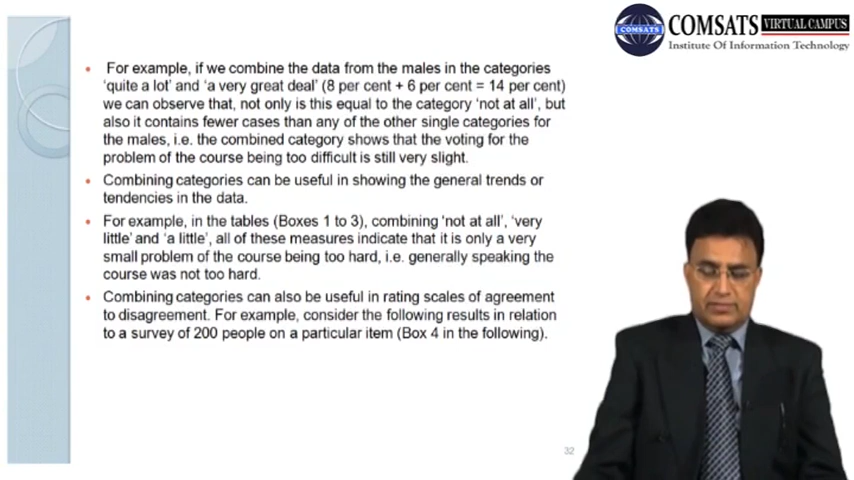 COMSATS VIRTUAL CAMPUS
Institute Of Information Technology
COMSATS
• For example, if we combine the data from the males in the categories
‘quite a lot’ and ‘a very great deal’ (8 per cent + 6 per cent = 14 per cent)
we can observe that, not only is this equal to the category ‘not at all’, but
also it contains fewer cases than any of the other single categories for
the males, i.e. the combined category shows that the voting for the
problem of the course being too difficult is still very slight.
• Combining categories can be useful in showing the general trends or
tendencies in the data.
• For example, in the tables (Boxes 1 to 3), combining ‘not at all’, ‘very
little’ and ‘a little’, all of these measures indicate that it is only a very
small problem of the course being too hard, i.e. generally speaking the
course was not too hard.
• Combining categories can also be useful in rating scales of agreement
to disagreement. For example, consider the following results in relation
to a survey of 200 people on a particular item (Box 4 in the following).
32